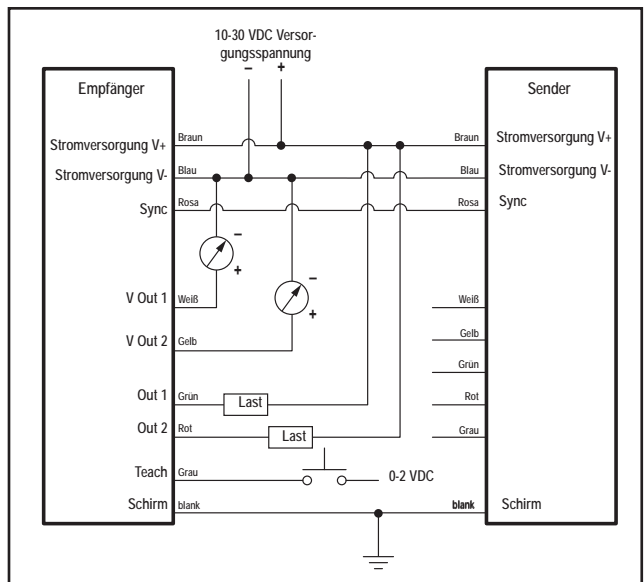 10-30 VDC Versor-
gungsspannung
– +
Empfänger
Sender
Stromversorgung V+ Braun
Braun Stromversorgung V+
Stromversorgung V- Blau
Blau Stromversorgung V-
Sync Rosa
Rosa Sync
–
+
–
+
V Out 1 Weiß
Weiß
V Out 2 Gelb
Gelb
Grün
Out 1 Grün Last
Rot
Out 2 Rot Last
Grau
Teach Grau 0-2 VDC
Schirm blank
blank Schirm